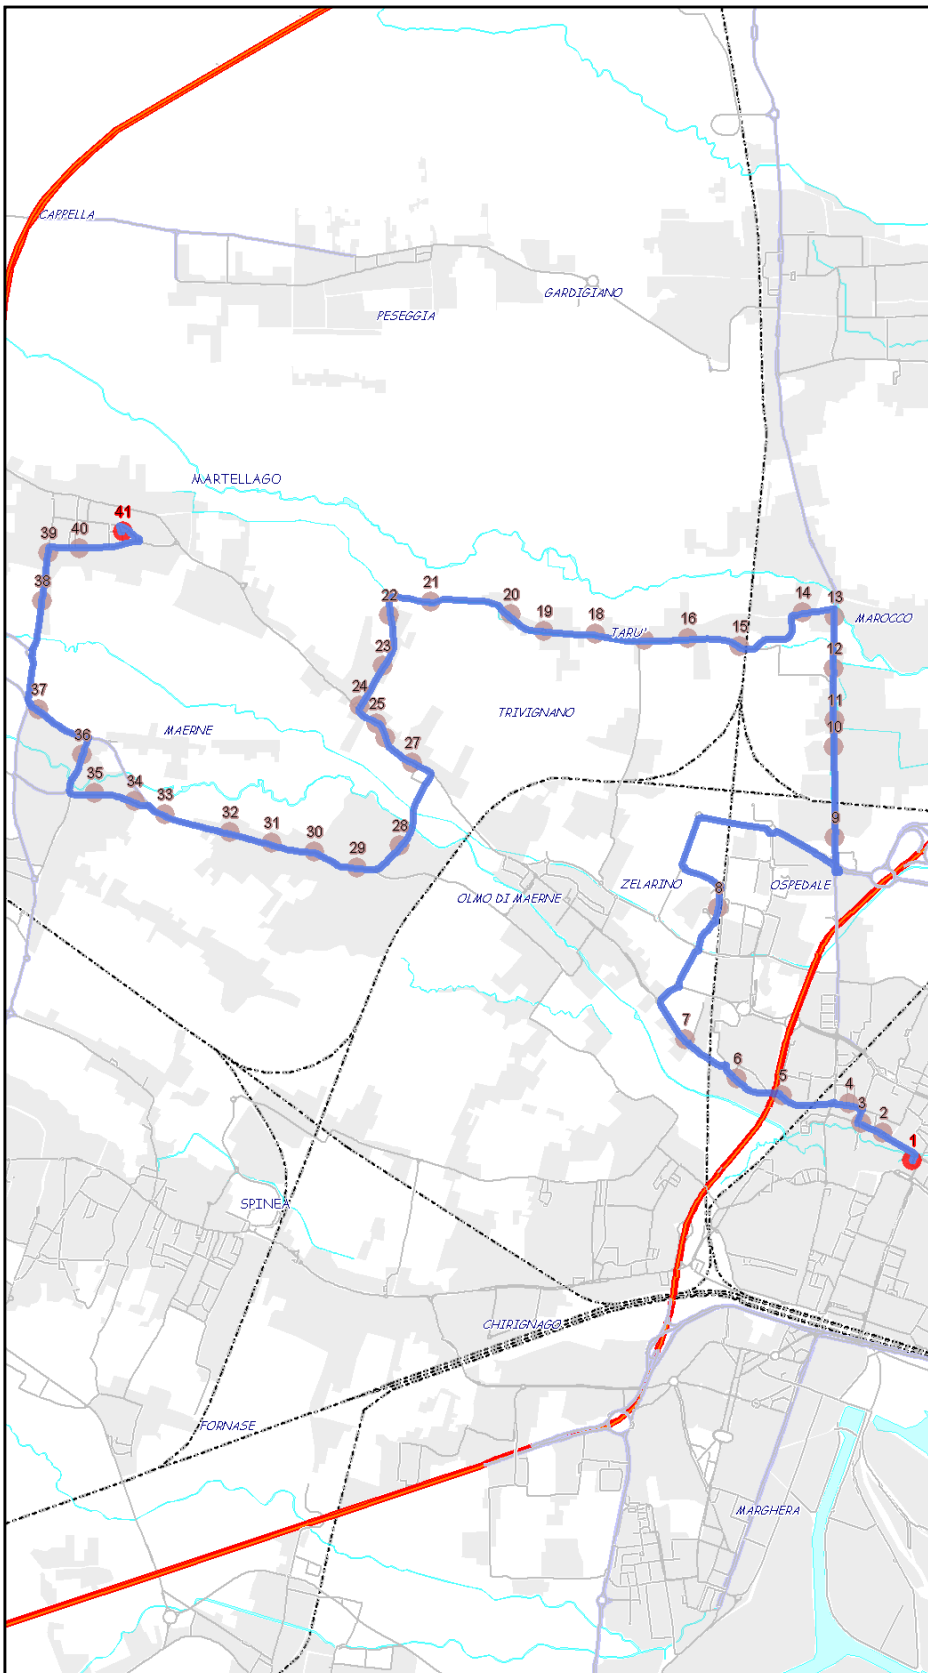 CAPPELLA
GARDIGIANO
PESEGGIA
MARTELLAGO
41
39
40
38
22
21
20
19
18
TARU'
16
15
14
13
MAROCCO
12
11
10
9
23
24
25
27
TRIVIGNANO
37
MAERNE
36
35
34
33
32
31
30
29
28
OLMO DI MAERNE
ZELARINO
8
OSPEDALE
7
6
5
4
3
2
1
SPINEA
CHIRIGNAGO
FORNASE
MARGHERA